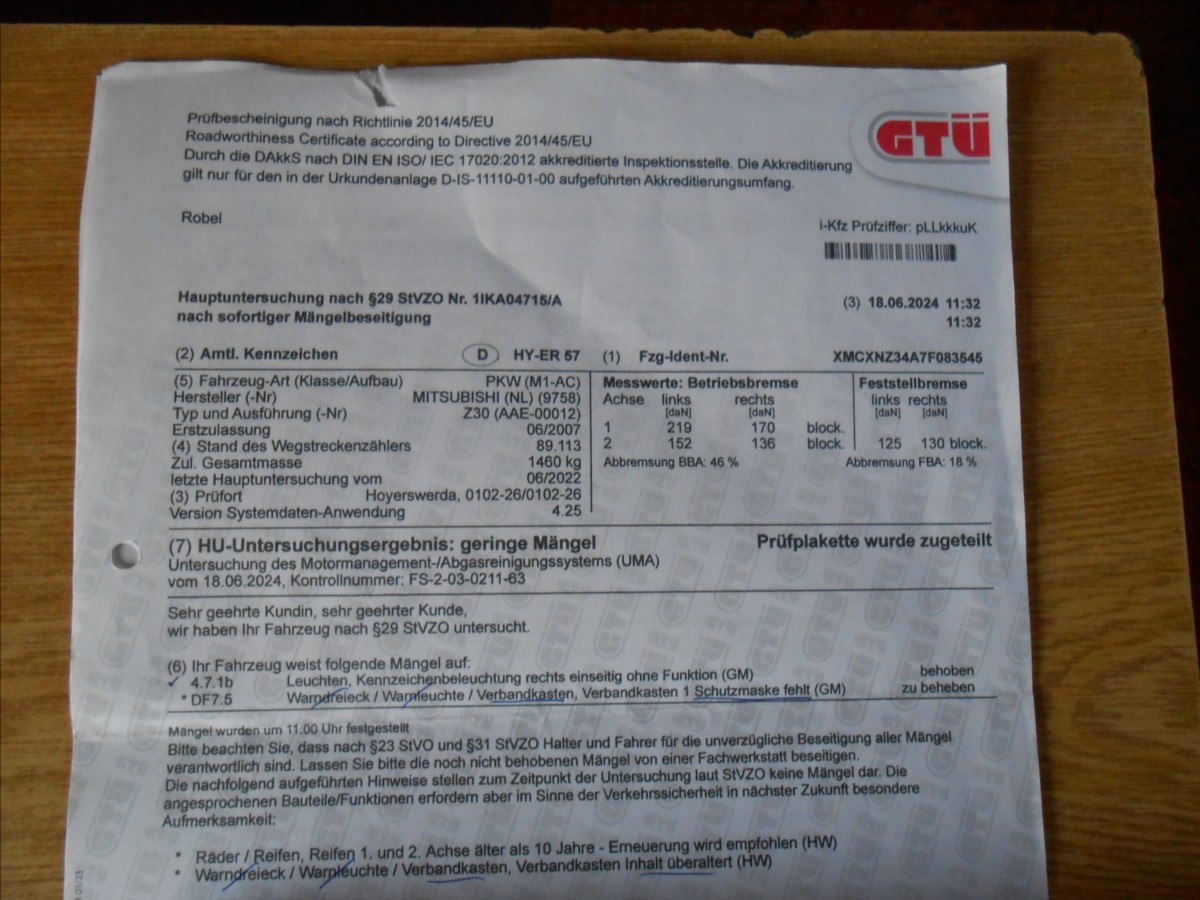 Prüfbescheinigung nach Richtlinie 2014/45/EU
Roadworthiness Certificate according to Directive 2014/45/EU
Durch die DAkkS nach DIN EN ISO/ IEC 17020:2012 akkreditierte Inspektionsstelle. Die Akkreditierung
gilt nur für den in der Urkundenanlage D-IS-11110-01-00 aufgeführten Akkreditierungsumfang.
GTÜ
Robel
i-Kfz Prüfziffer: pLLkkkuK
Hauptuntersuchung nach §29 StVZO Nr. 1IKA04715/A
nach sofortiger Mängelbeseitigung
(3) 18.06.2024 11:32
11:32
(2) Amtl. Kennzeichen D HY-ER 57 (1) Fzg-Ident-Nr. XMCXNZ34A7F083545
(5) Fahrzeug-Art (Klasse/Aufbau) PKW (M1-AC)
Hersteller (-Nr) MITSUBISHI (NL) (9758)
Typ und Ausführung (-Nr) Z30 (AAE-00012)
Erstzulassung 06/2007
(4) Stand des Wegstreckenzählers 89.113
Zul. Gesamtmasse 1460 kg
letzte Hauptuntersuchung vom 06/2022
(3) Prüfort Hoyerswerda, 0102-26/0102-26
Version Systemdaten-Anwendung 4.25
Messwerte: Betriebsbremse
Achse links rechts
[daN] [daN]
1 219 170 block.
2 152 136 block.
Abbremsung BBA: 46 %
Feststellbremse
links rechts
[daN] [daN]
125 130 block.
Abbremsung FBA: 18 %
(7) HU-Untersuchungsergebnis: geringe Mängel Prüfplakette wurde zugeteilt
Untersuchung des Motormanagement-/Abgasreinigungssystems (UMA)
vom 18.06.2024, Kontrollnummer: FS-2-03-0211-63
Sehr geehrte Kundin, sehr geehrter Kunde,
wir haben Ihr Fahrzeug nach §29 StVZO untersucht.
(6) Ihr Fahrzeug weist folgende Mängel auf:
✓ 4.7.1b Leuchten, Kennzeichenbeleuchtung rechts einseitig ohne Funktion (GM) behoben
* DF7.5 Warndreieck / Warnleuchte / Verbandkasten, Verbandkasten 1 Schutzmaske fehlt (GM) zu beheben
Mängel wurden um 11:00 Uhr festgestellt
Bitte beachten Sie, dass nach §23 StVO und §31 StVZO Halter und Fahrer für die unverzügliche Beseitigung aller Mängel
verantwortlich sind. Lassen Sie bitte die noch nicht behobenen Mängel von einer Fachwerkstatt beseitigen.
Die nachfolgend aufgeführten Hinweise stellen zum Zeitpunkt der Untersuchung laut StVZO keine Mängel dar. Die
angesprochenen Bauteile/Funktionen erfordern aber im Sinne der Verkehrssicherheit in nächster Zukunft besondere
Aufmerksamkeit:
* Räder / Reifen, Reifen 1. und 2. Achse älter als 10 Jahre - Erneuerung wird empfohlen (HW)
* Warndreieck / Warnleuchte / Verbandkasten, Verbandkasten Inhalt überaltert (HW)